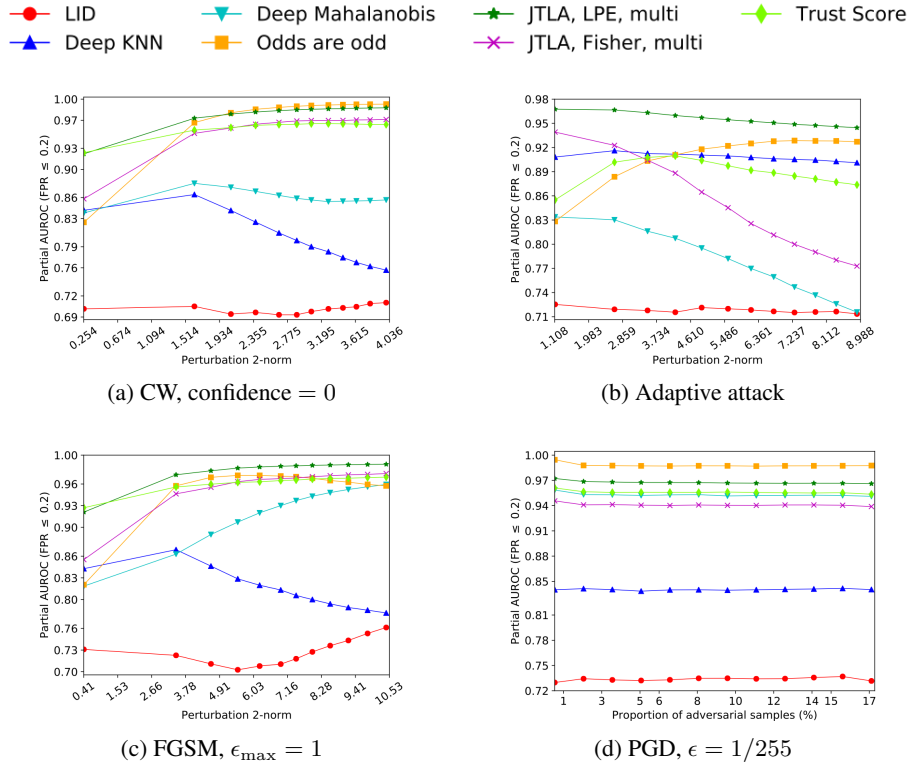 LID
Deep Mahalanobis
JTLA, LPE, multi
Trust Score
Deep KNN
Odds are odd
JTLA, Fisher, multi
Partial AUROC (FPR ≤ 0.2)
1.00
0.97
0.93
0.90
0.86
0.83
0.79
0.76
0.72
0.69
0.254 0.674 1.094 1.514 1.934 2.355 2.775 3.195 3.615 4.036
Perturbation 2-norm
(a) CW, confidence = 0
Partial AUROC (FPR ≤ 0.2)
0.98
0.95
0.92
0.89
0.86
0.83
0.80
0.77
0.74
0.71
1.108 1.983 2.859 3.734 4.610 5.486 6.361 7.237 8.112 8.988
Perturbation 2-norm
(b) Adaptive attack
Partial AUROC (FPR ≤ 0.2)
1.00
0.96
0.93
0.90
0.86
0.83
0.80
0.76
0.73
0.70
0.41 1.53 2.66 3.78 4.91 6.03 7.16 8.28 9.41 10.53
Perturbation 2-norm
(c) FGSM, ϵmax = 1
Partial AUROC (FPR ≤ 0.2)
1.00
0.97
0.94
0.91
0.88
0.85
0.81
0.78
0.75
0.72
1 3 5 6 8 10 12 14 15 17
Proportion of adversarial samples (%)
(d) PGD, ϵ = 1/255